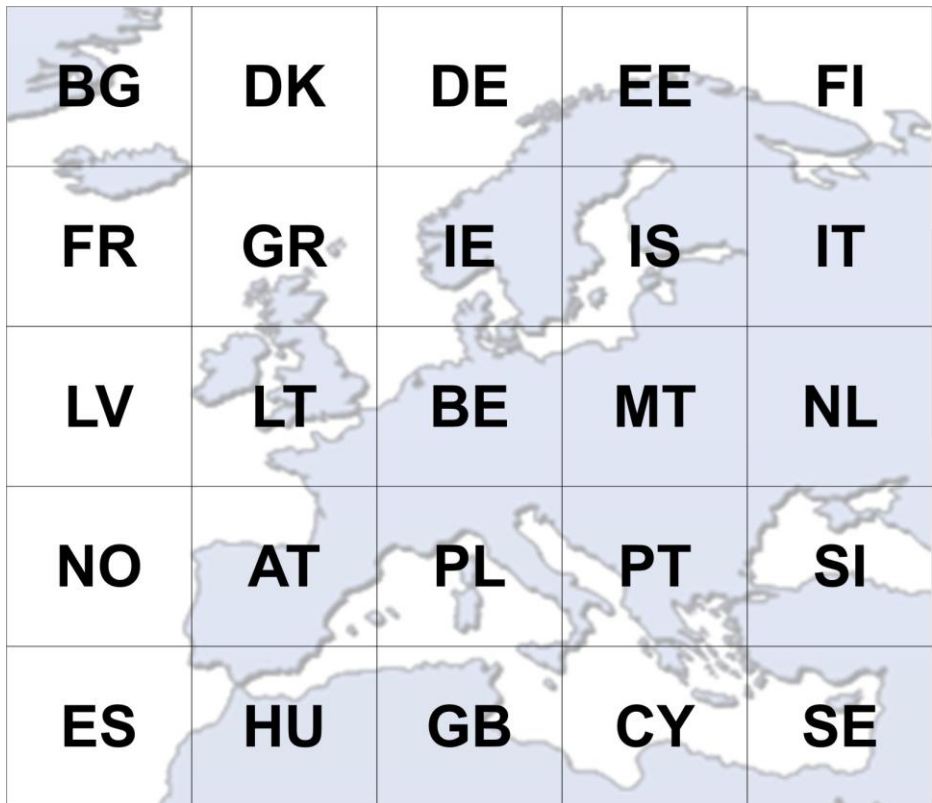 BG DK DE EE FI
FR GR IE IS IT
LV LT BE MT NL
NO AT PL PT SI
ES HU GB CY SE